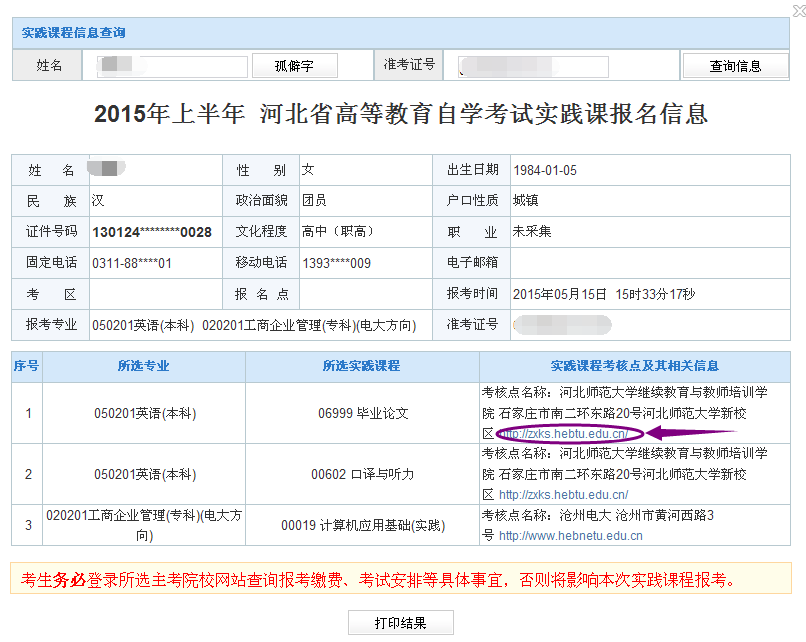 实践课程信息查询
姓名 孤僻字 准考证号 查询信息
2015年上半年 河北省高等教育自学考试实践课报名信息
姓 名 性 别 女 出生日期 1984-01-05
民 族 汉 政治面貌 团员 户口性质 城镇
证件号码 130124********0028 文化程度 高中（职高） 职 业 未采集
固定电话 0311-88****01 移动电话 1393****009 电子邮箱
考 区 报 名 点 报考时间 2015年05月15日 15时33分17秒
报考专业 050201英语(本科) 020201工商企业管理(专科)(电大方向) 准考证号
序号 所选专业 所选实践课程 实践课程考核点及其相关信息
1 050201英语(本科) 06999 毕业论文 考核点名称：河北师范大学继续教育与教师培训学
院 石家庄市南二环东路20号河北师范大学新校
区 http://zxks.hebtu.edu.cn/
2 050201英语(本科) 00602 口译与听力 考核点名称：河北师范大学继续教育与教师培训学
院 石家庄市南二环东路20号河北师范大学新校
区 http://zxks.hebtu.edu.cn/
3 020201工商企业管理(专科)(电大方
向) 00019 计算机应用基础(实践) 考核点名称：沧州电大 沧州市黄河西路3
号 http://www.hebnetu.edu.cn
考生务必登录所选主考院校网站查询报考缴费、考试安排等具体事宜，否则将影响本次实践课程报考。
打印结果